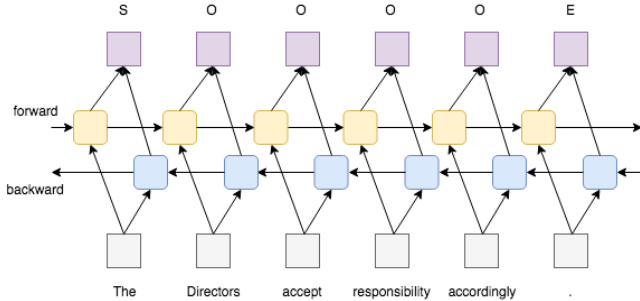 S O O O O E
forward
backward
The Directors accept responsibility accordingly .